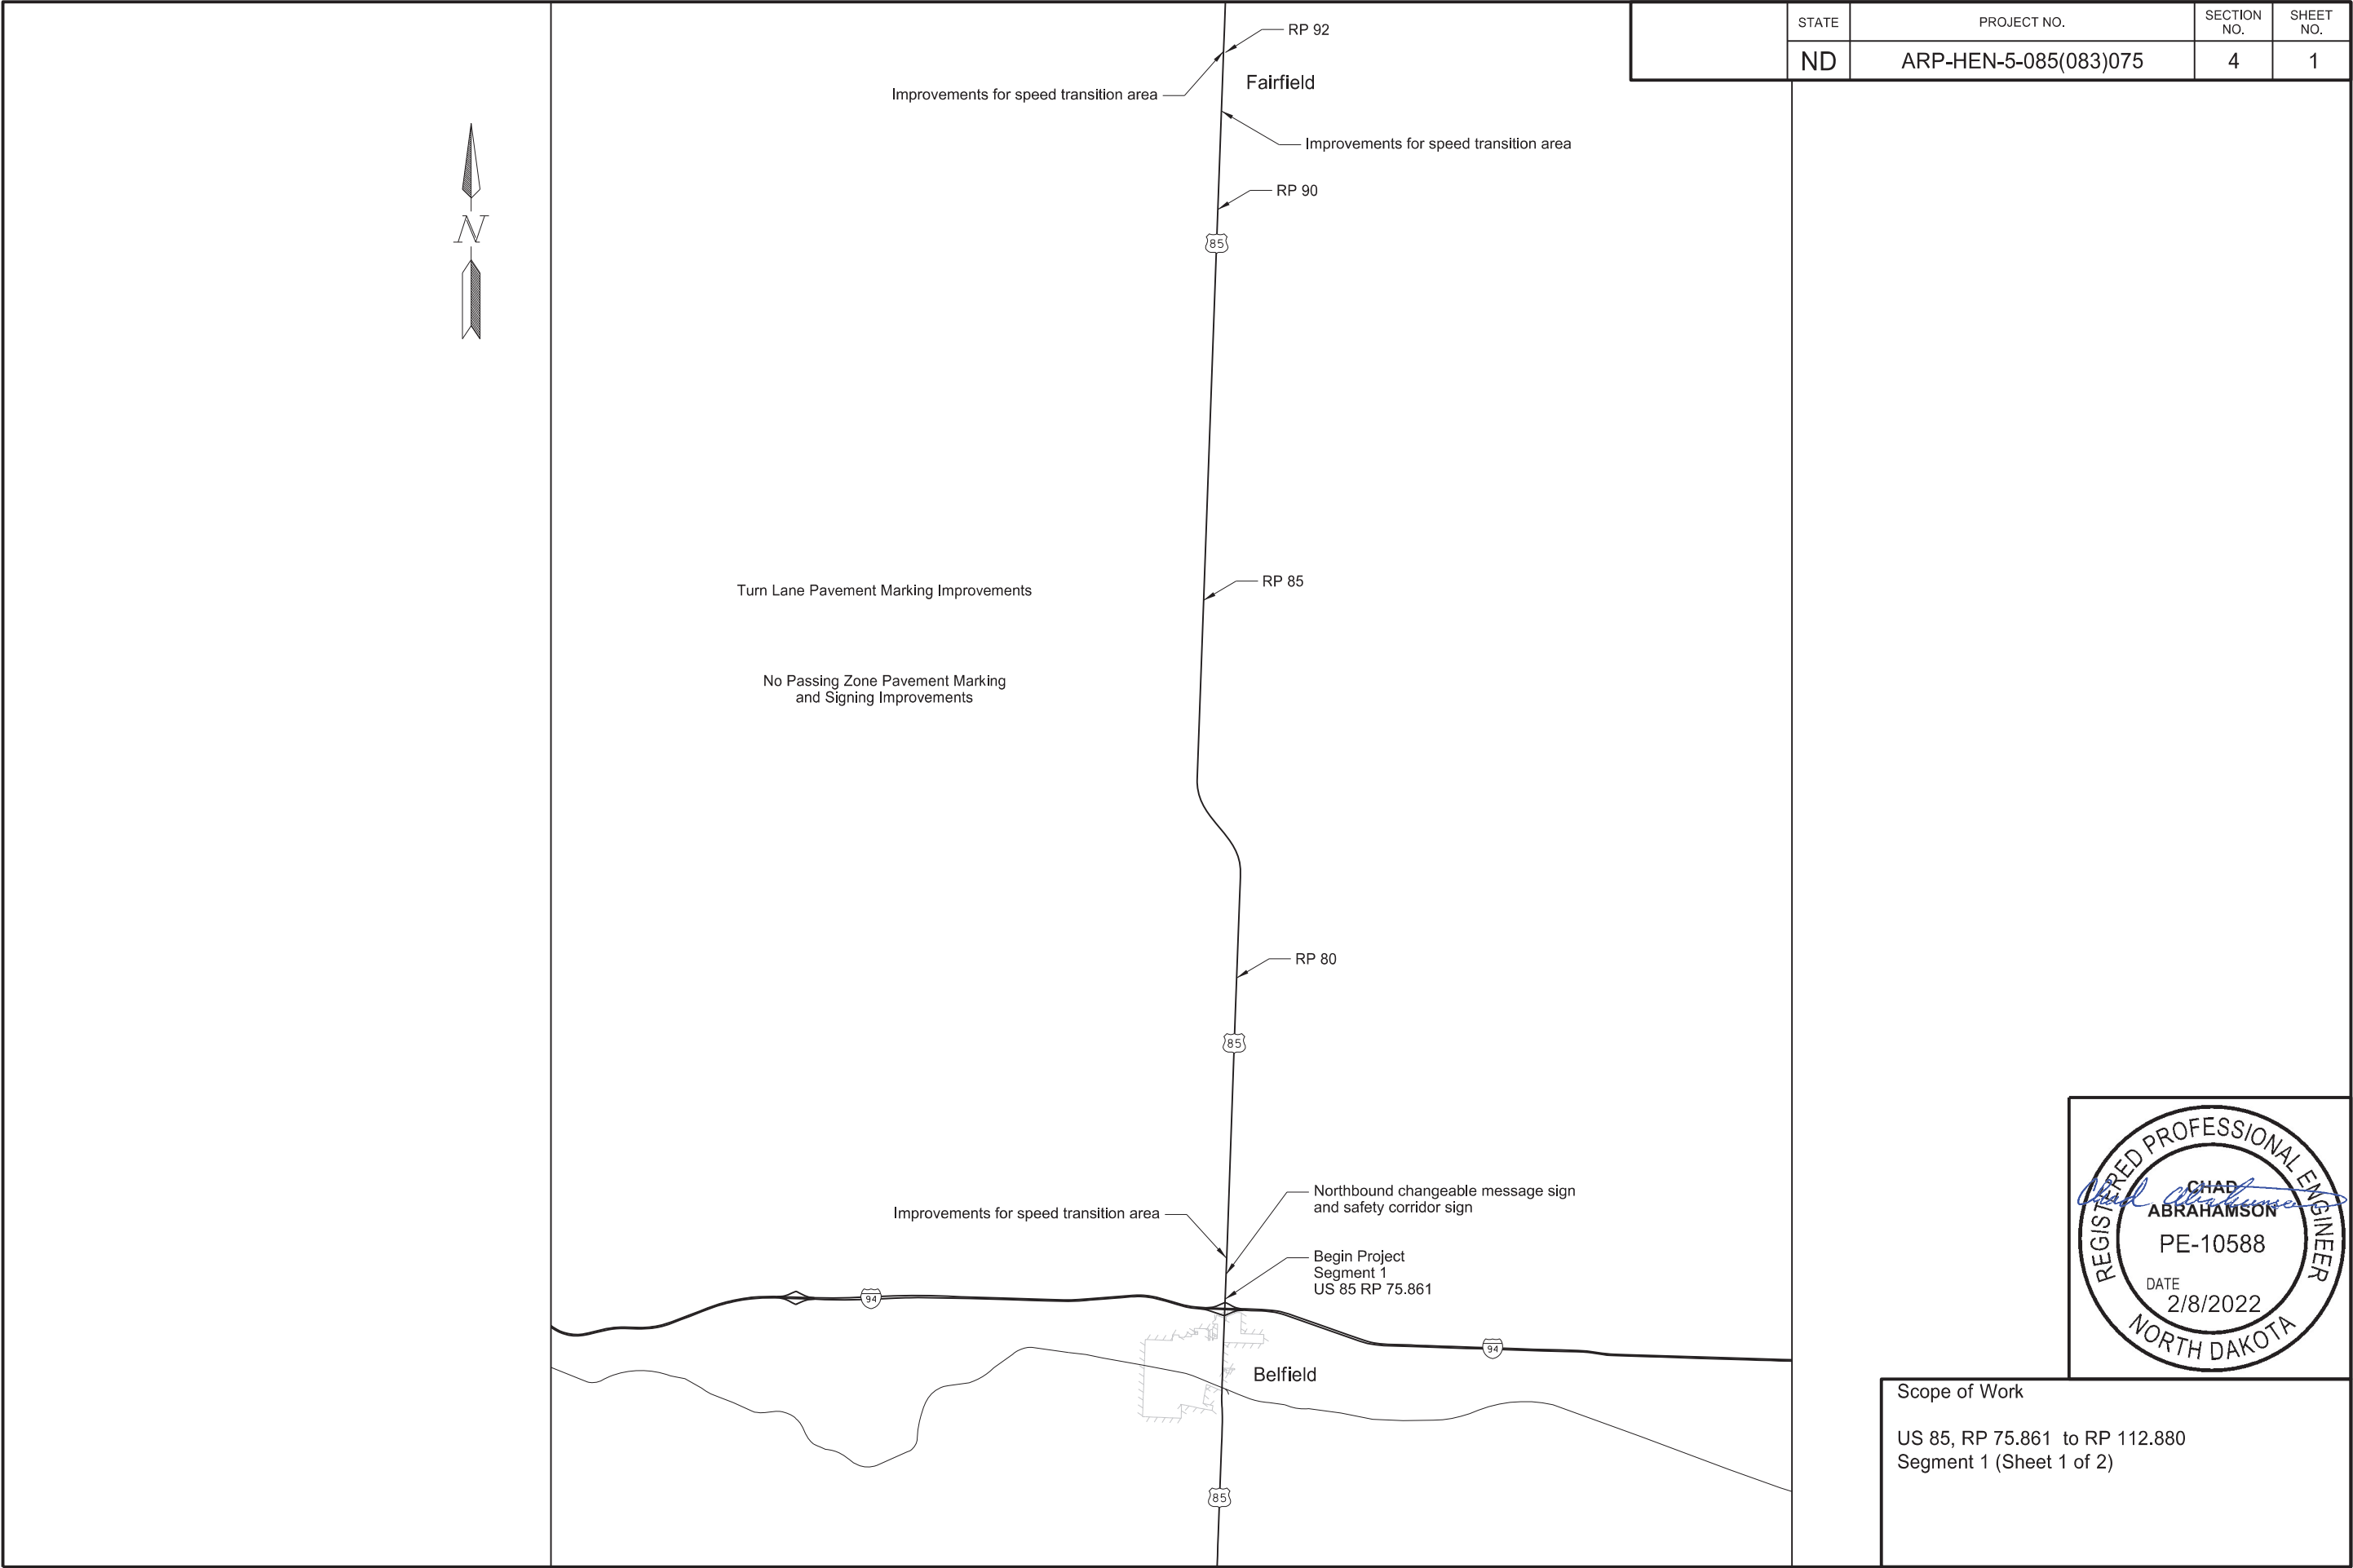 STATE
PROJECT NO.
SECTION
NO.
SHEET
NO.
ND
ARP-HEN-5-085(083)075
4
1
RP 92
Fairfield
Improvements for speed transition area
Improvements for speed transition area
RP 90
N
85
Turn Lane Pavement Marking Improvements
RP 85
No Passing Zone Pavement Marking
and Signing Improvements
RP 80
85
Northbound changeable message sign
and safety corridor sign
Improvements for speed transition area
Begin Project
Segment 1
US 85 RP 75.861
94
94
Belfield
85
REGISTERED PROFESSIONAL ENGINEER
Chad Abrahamson
CHAD
ABRAHAMSON
PE-10588
DATE
2/8/2022
NORTH DAKOTA
Scope of Work
US 85, RP 75.861 to RP 112.880
Segment 1 (Sheet 1 of 2)